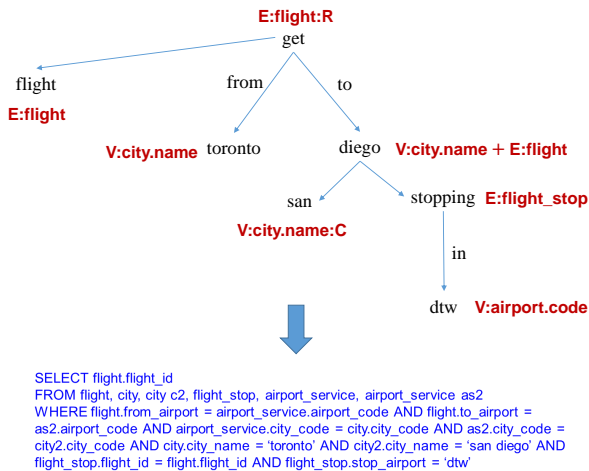 E:flight:R
get
flight
from
to
E:flight
V:city.name
toronto
diego
V:city.name + E:flight
san
stopping
E:flight_stop
V:city.name:C
in
dtw
V:airport.code
SELECT flight.flight_id
FROM flight, city, city c2, flight_stop, airport_service, airport_service as2
WHERE flight.from_airport = airport_service.airport_code AND flight.to_airport =
as2.airport_code AND airport_service.city_code = city.city_code AND as2.city_code =
city2.city_code AND city.city_name = ‘toronto’ AND city2.city_name = ‘san diego’ AND
flight_stop.flight_id = flight.flight_id AND flight_stop.stop_airport = ‘dtw’